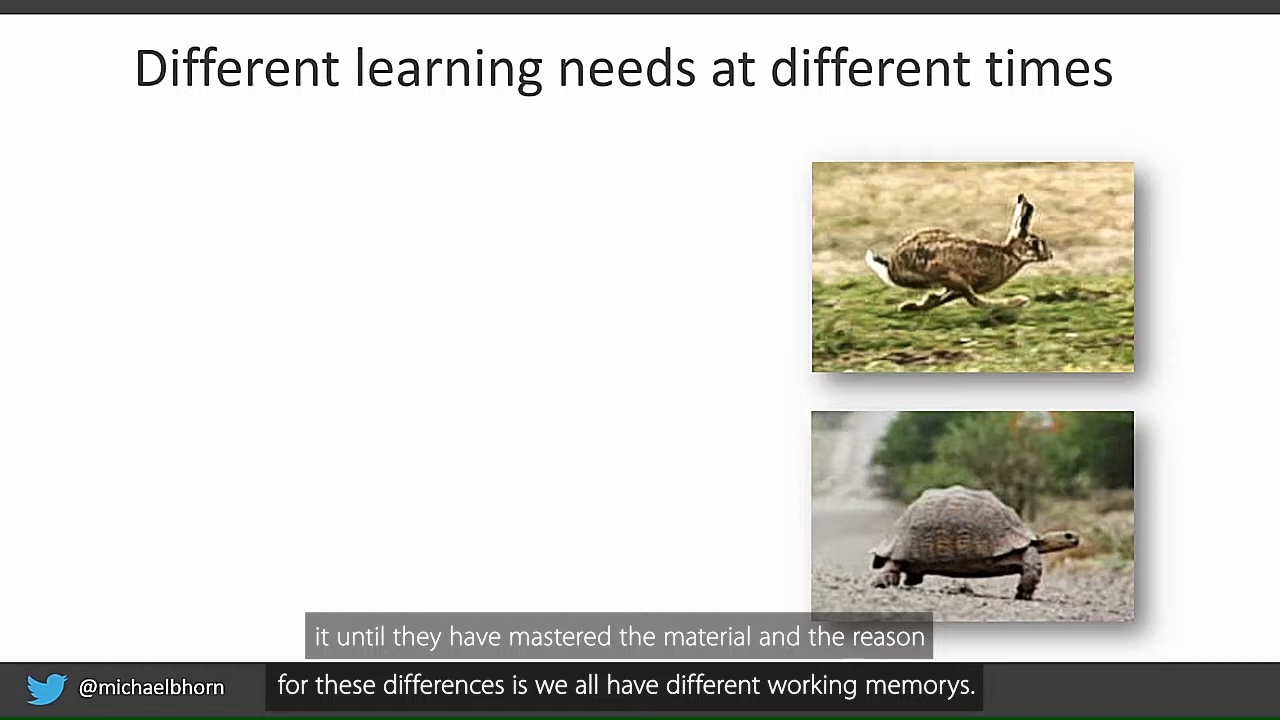 Different learning needs at different times
it until they have mastered the material and the reason
for these differences is we all have different working memorys.
@michaelbhorn